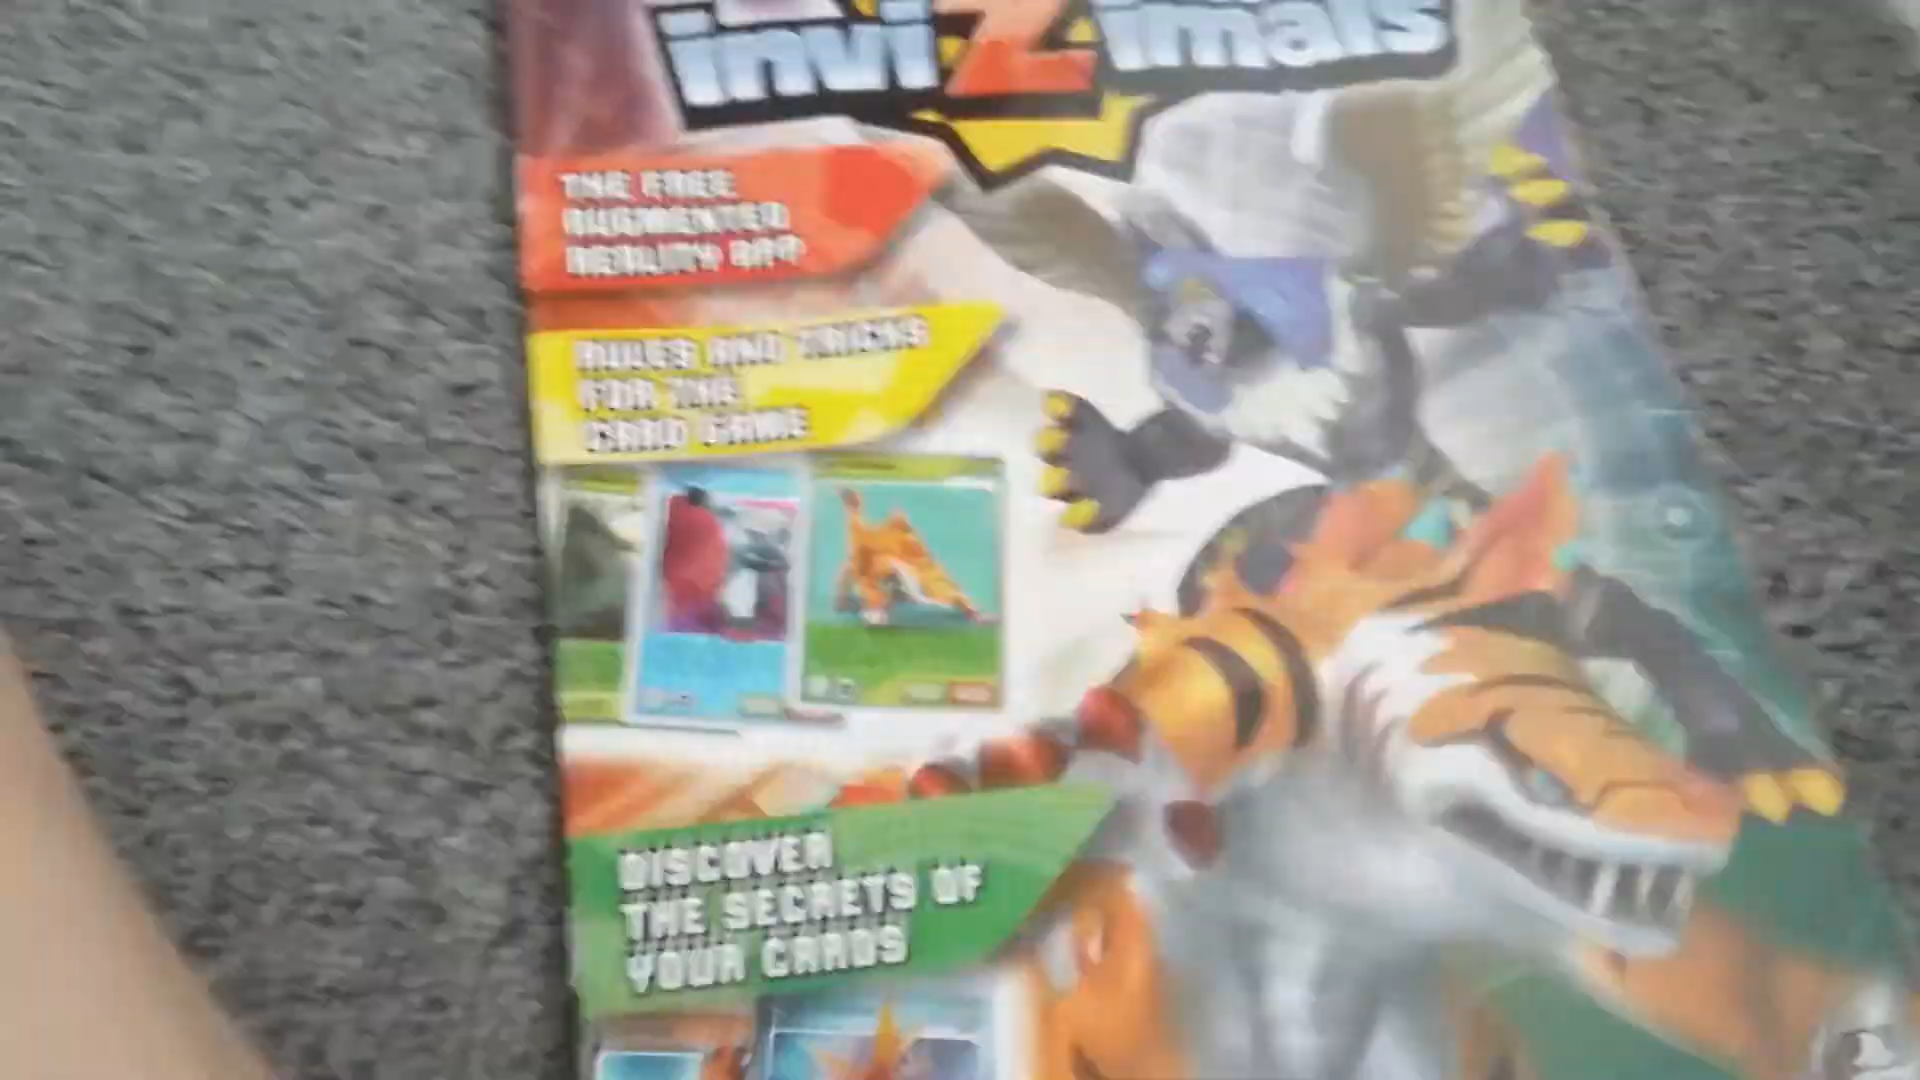 inviZimals
THE FREE
AUGMENTED
REALITY APP
RULES AND TRICKS
FOR THE
CARD GAME
DISCOVER
THE SECRETS OF
YOUR CARDS